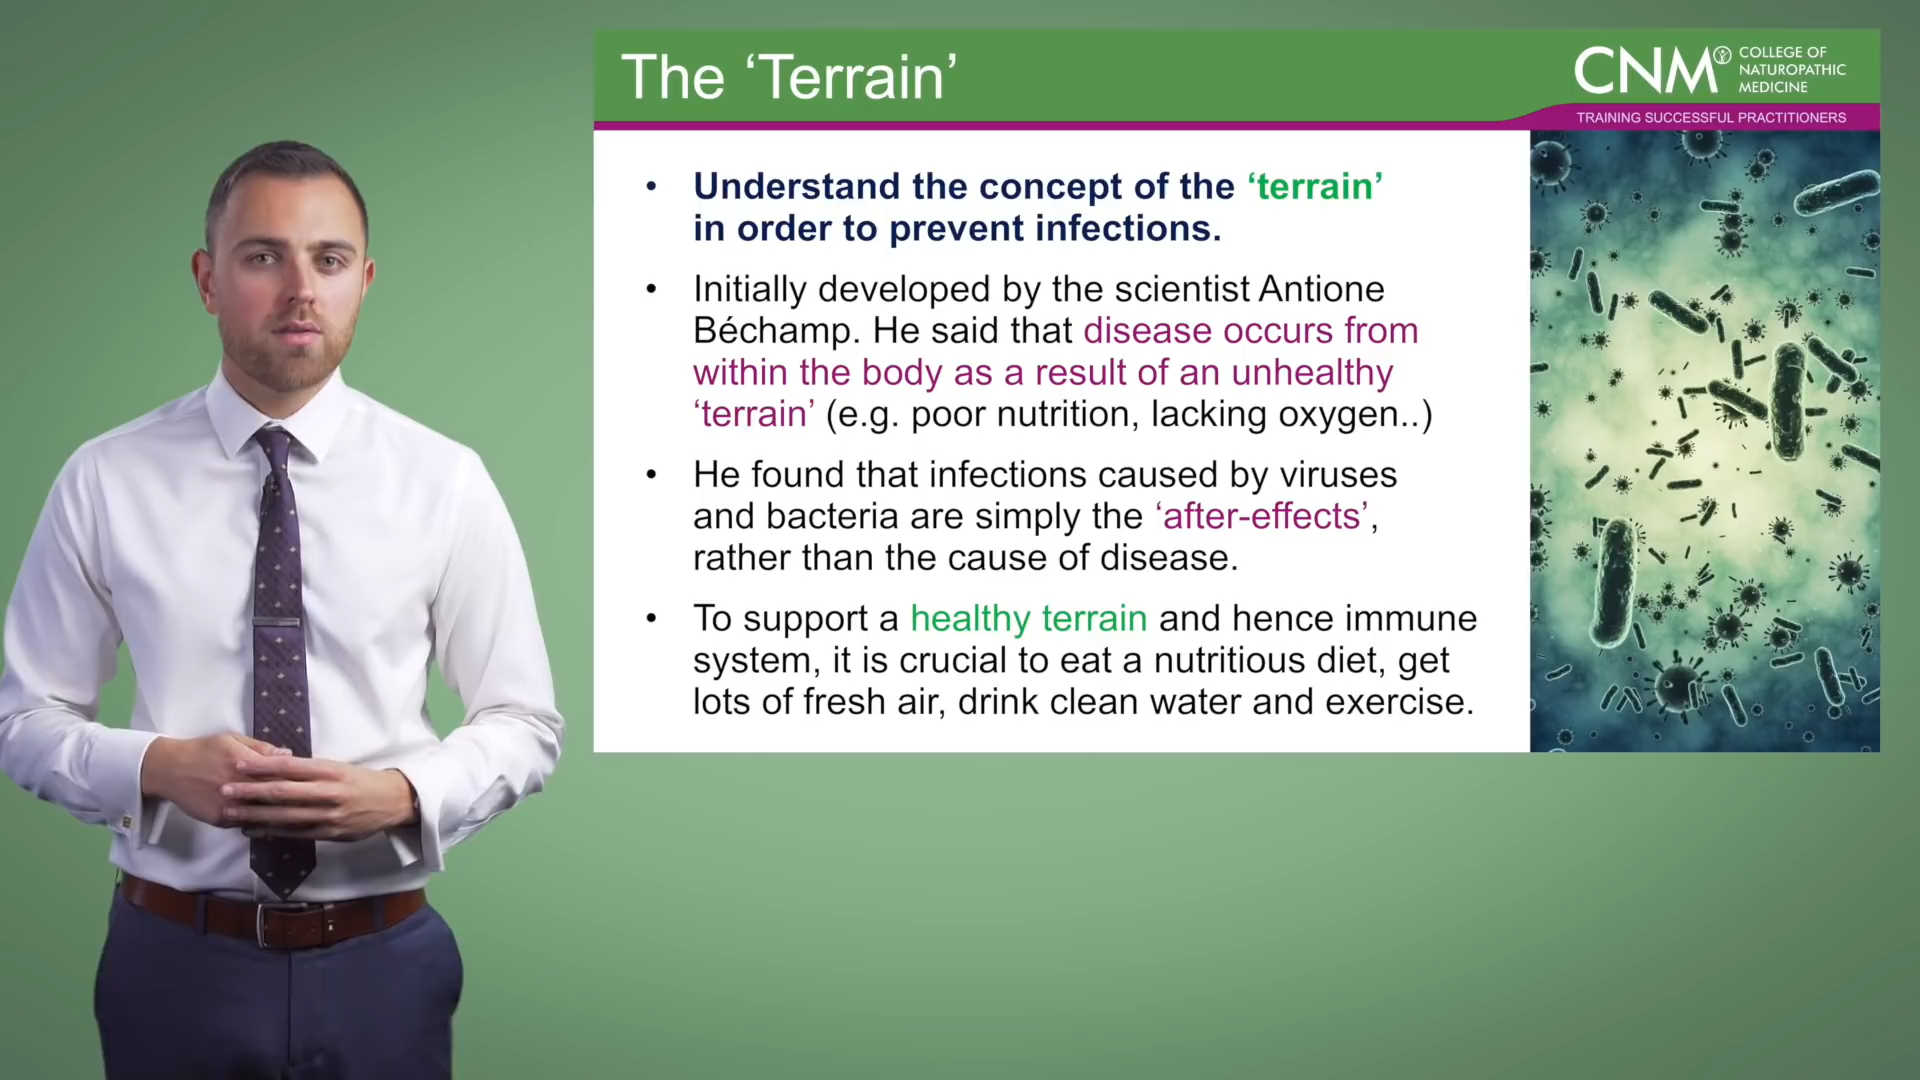 The ‘Terrain’
CNM
COLLEGE OF
NATUROPATHIC
MEDICINE
TRAINING SUCCESSFUL PRACTITIONERS
• Understand the concept of the ‘terrain’
in order to prevent infections.
• Initially developed by the scientist Antione
Béchamp. He said that disease occurs from
within the body as a result of an unhealthy
‘terrain’ (e.g. poor nutrition, lacking oxygen..)
• He found that infections caused by viruses
and bacteria are simply the ‘after-effects’,
rather than the cause of disease.
• To support a healthy terrain and hence immune
system, it is crucial to eat a nutritious diet, get
lots of fresh air, drink clean water and exercise.